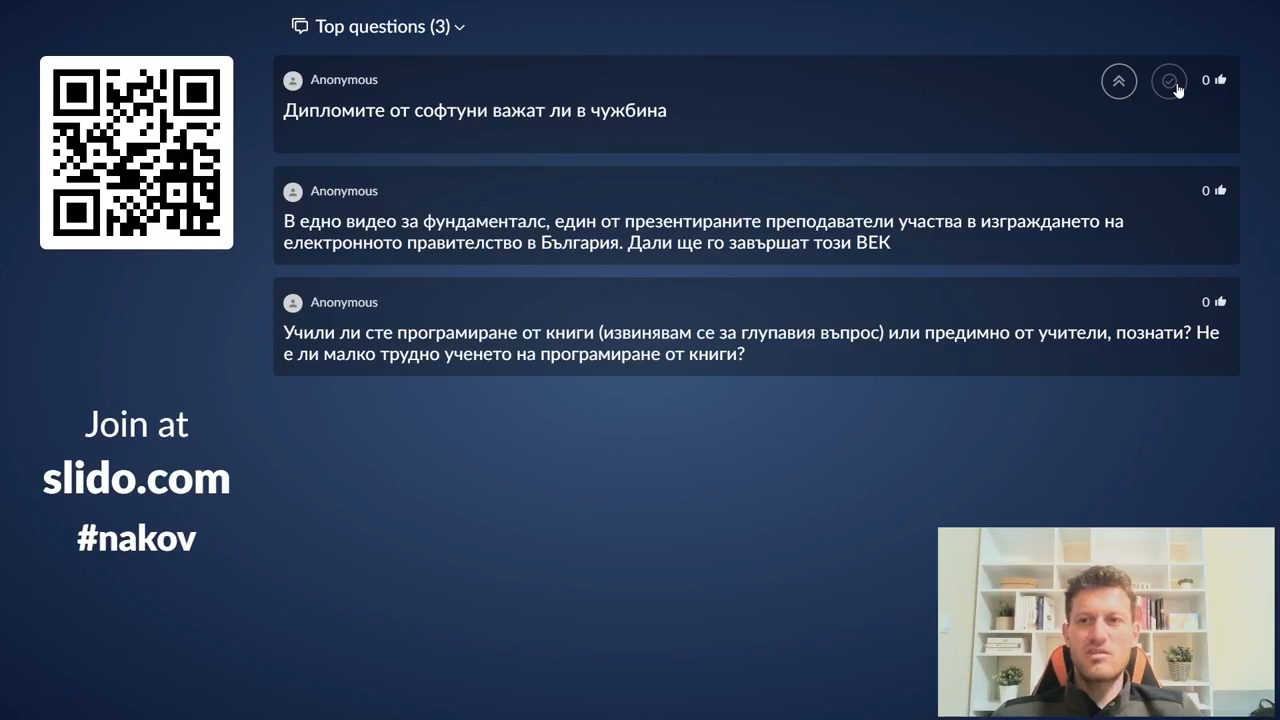 Top questions (3)
Anonymous
0
Дипломите от софтуни важат ли в чужбина
Anonymous
0
В едно видео за фундаменталс, един от презентираните преподаватели участва в изграждането на
електронното правителство в България. Дали ще го завършат този ВЕК
Anonymous
0
Учили ли сте програмиране от книги (извинявам се за глупавия въпрос) или предимно от учители, познати? Не
е ли малко трудно ученето на програмиране от книги?
Join at
slido.com
#nakov